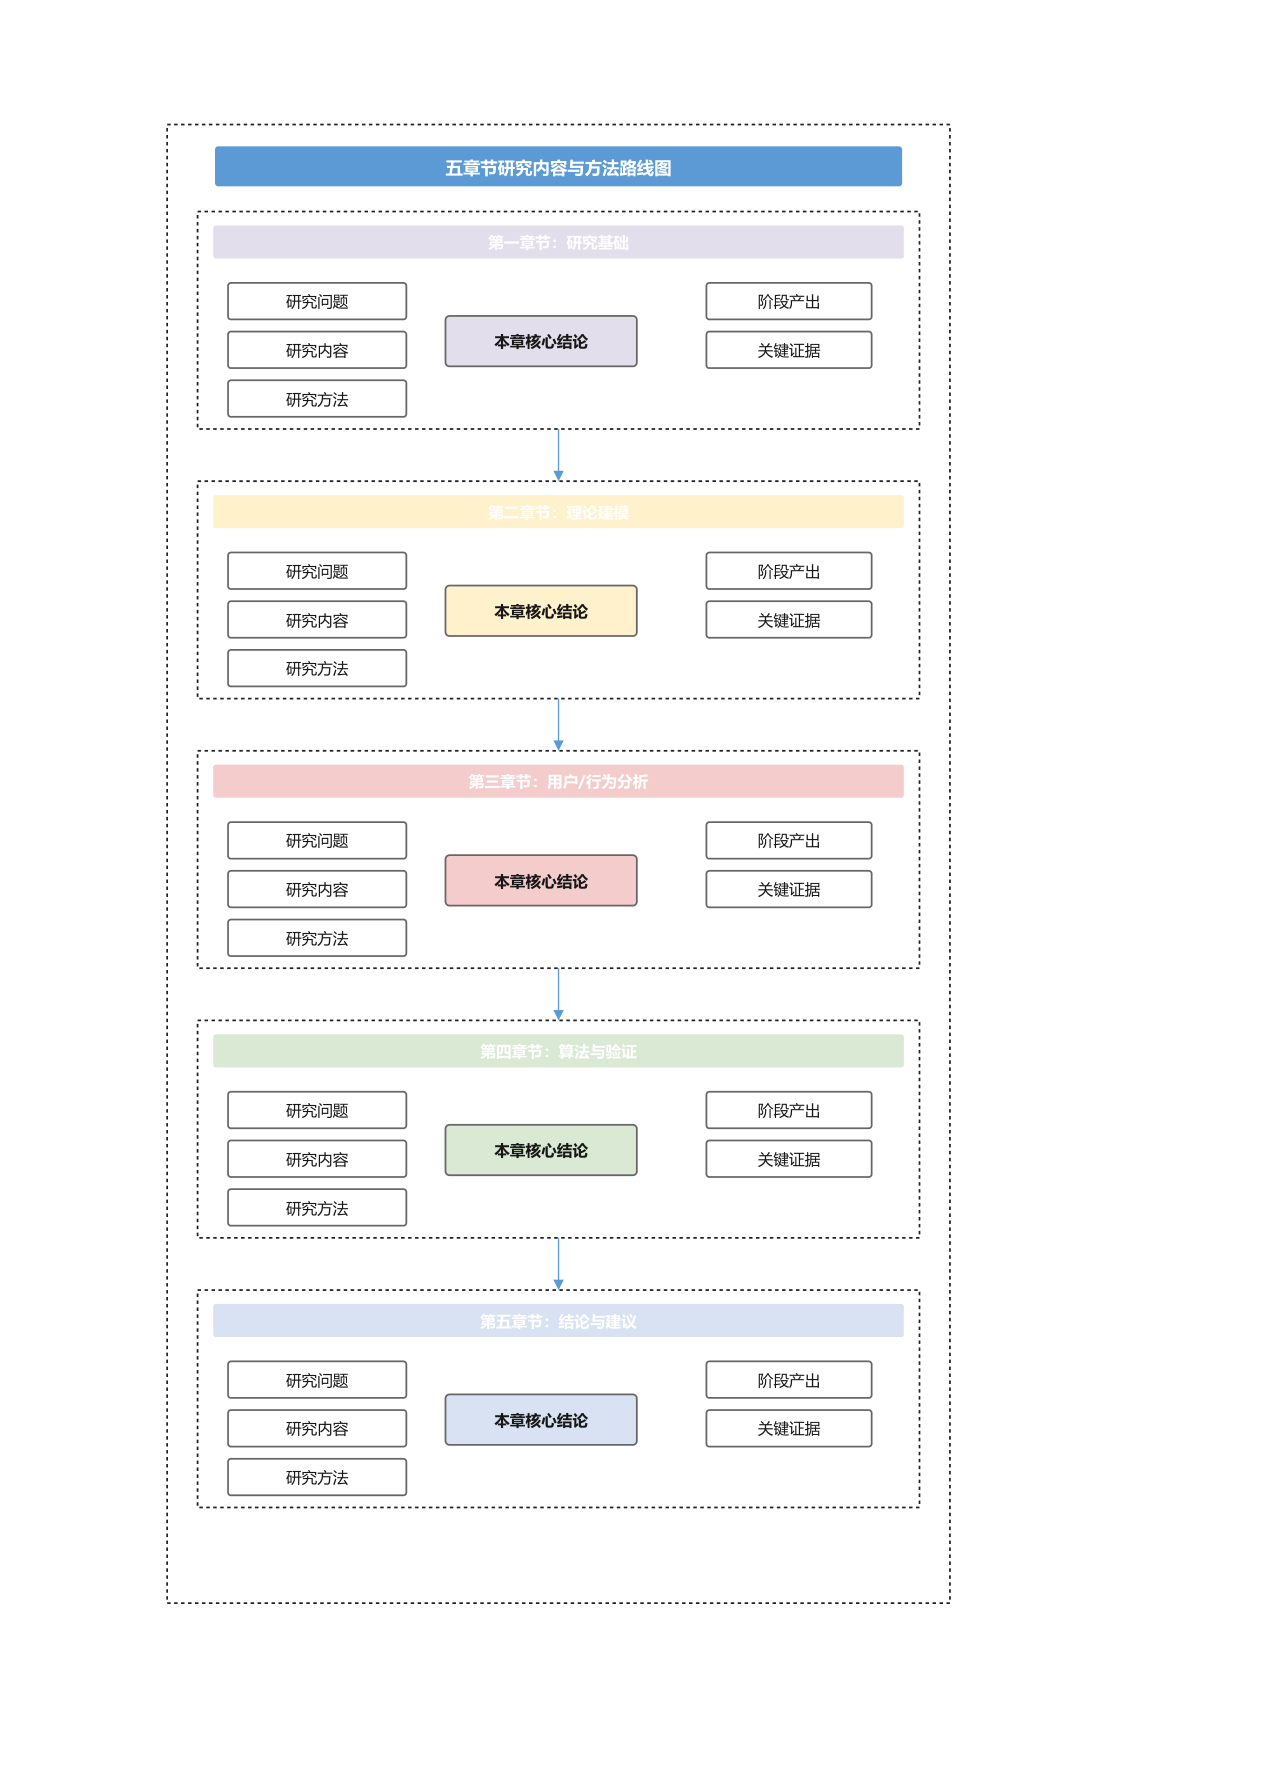 五章节研究内容与方法路线图
第一章节：研究基础
研究问题
研究内容
研究方法
本章核心结论
阶段产出
关键证据
第二章节：理论建模
研究问题
研究内容
研究方法
本章核心结论
阶段产出
关键证据
第三章节：用户/行为分析
研究问题
研究内容
研究方法
本章核心结论
阶段产出
关键证据
第四章节：算法与验证
研究问题
研究内容
研究方法
本章核心结论
阶段产出
关键证据
第五章节：结论与建议
研究问题
研究内容
研究方法
本章核心结论
阶段产出
关键证据